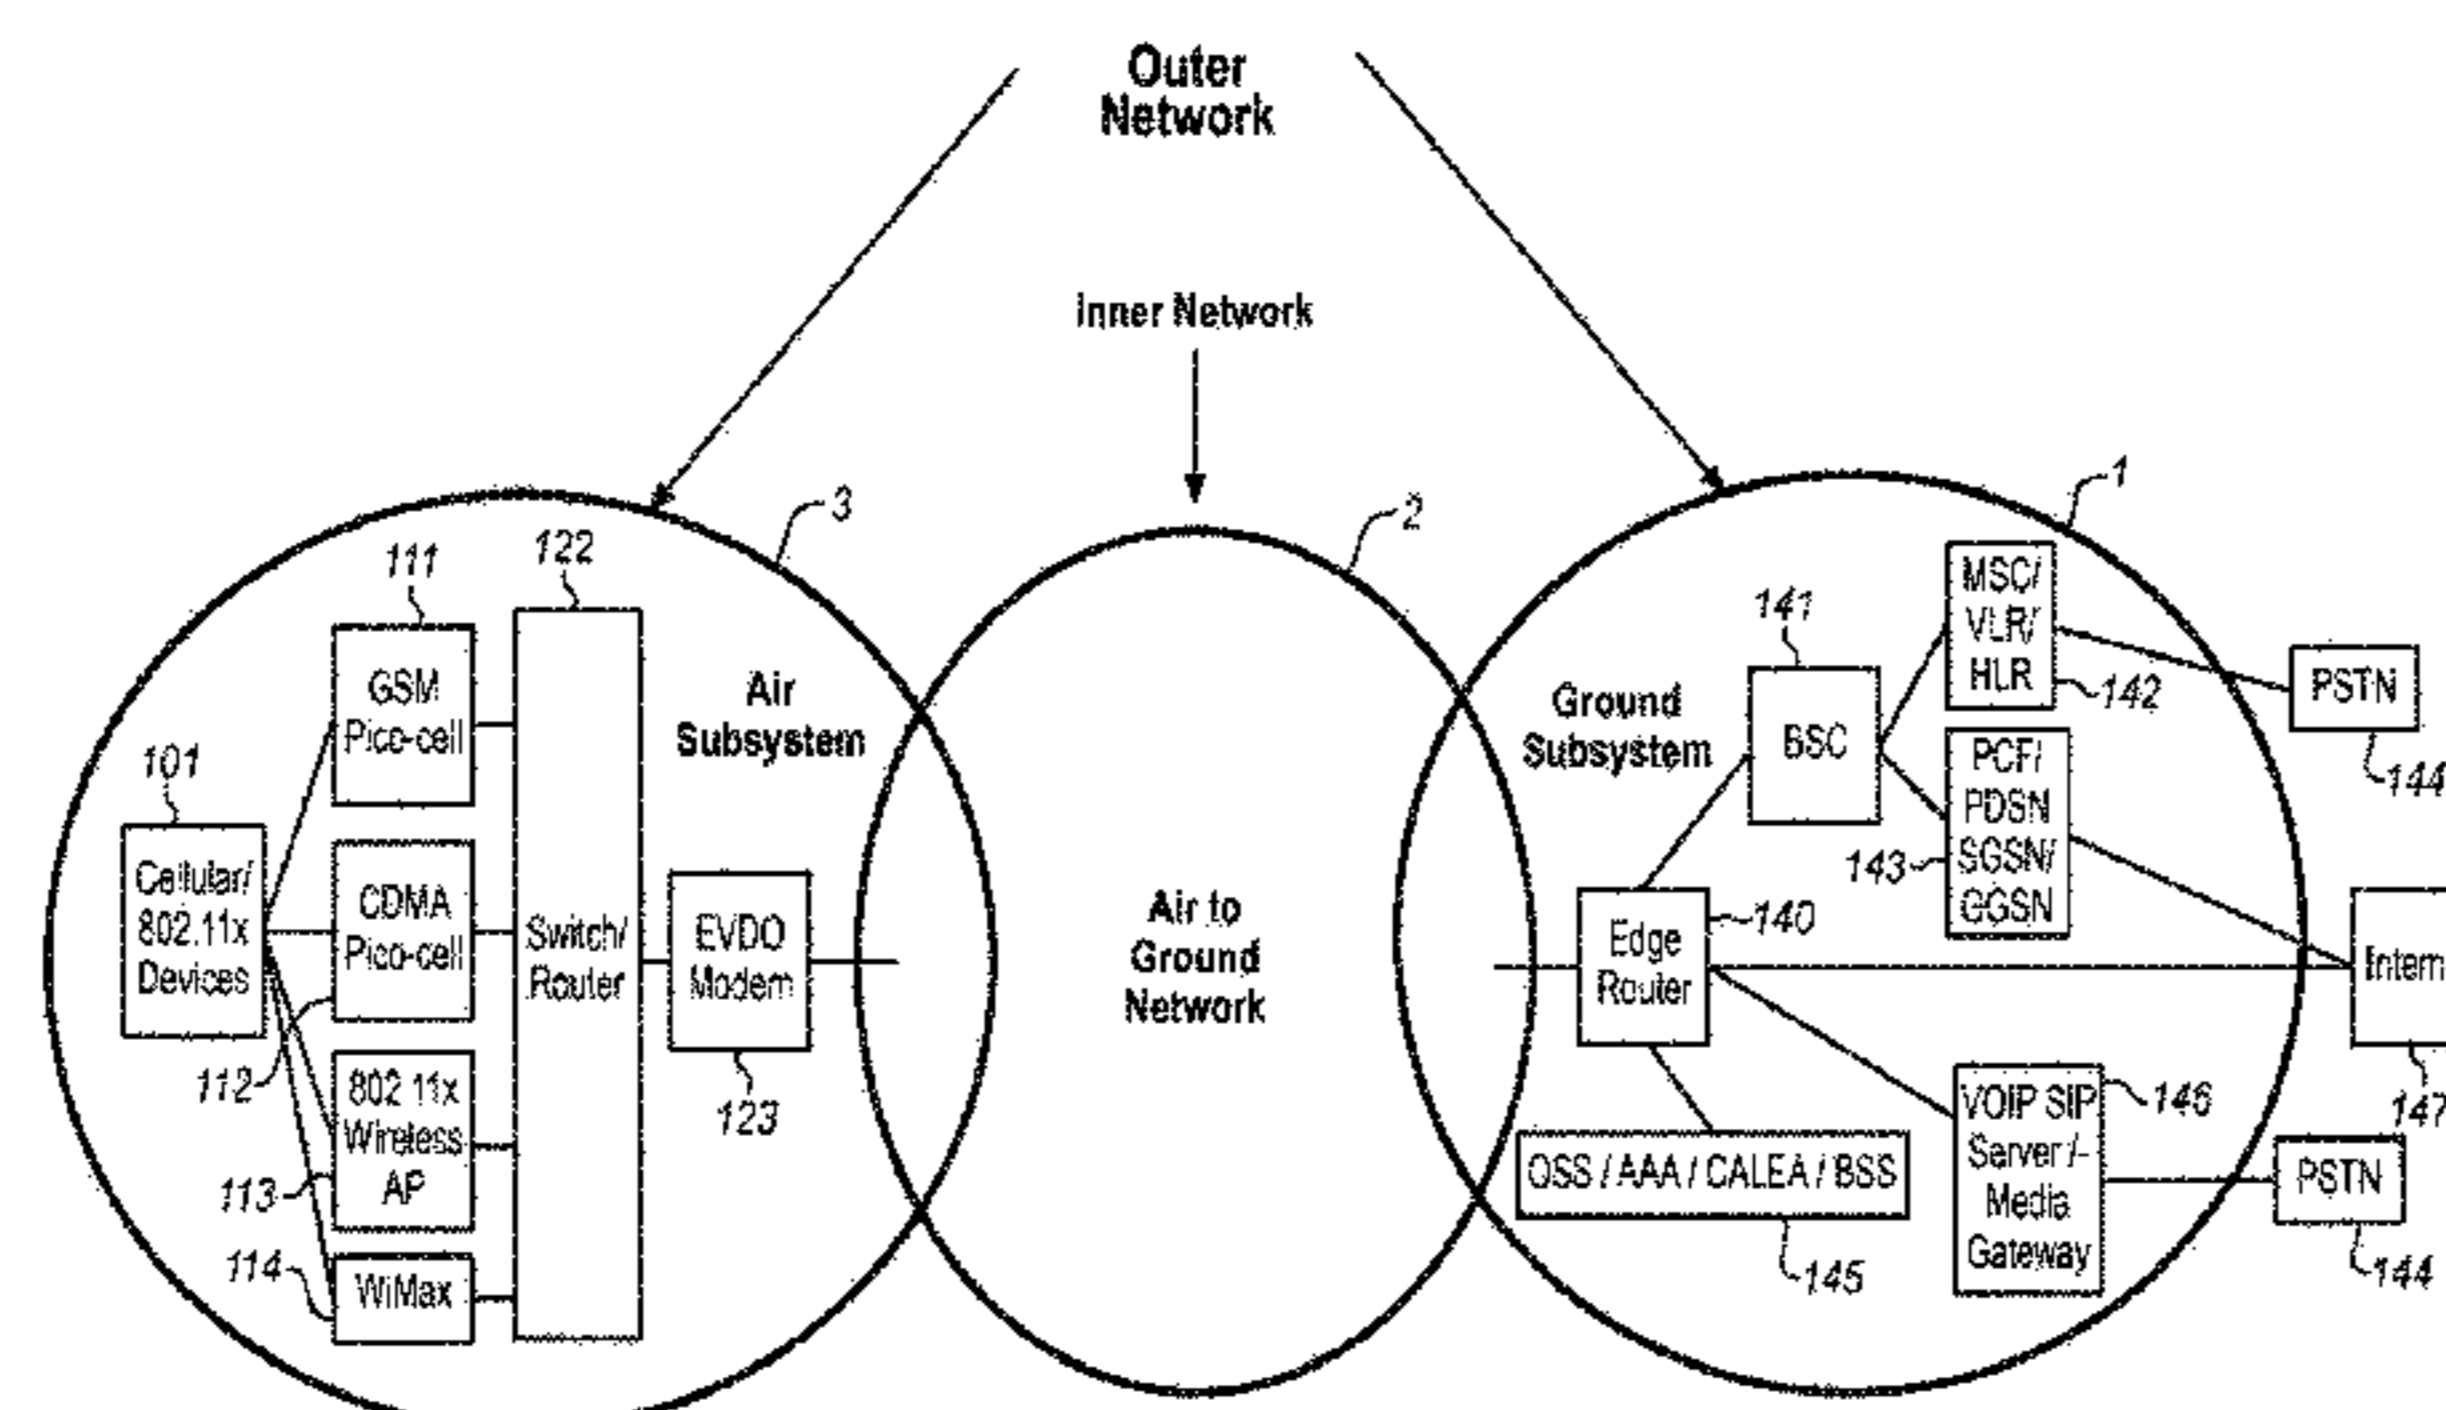 Outer
Network
Inner Network
3
2
1
111
122
GSM
Pico-cell
101
Cellular/
802.11x
Devices
CDMA
Pico-cell
112
802.11x
Wireless
AP
113
114
WiMax
Switch/
Router
Air
Subsystem
EVDO
Modem
123
Air to
Ground
Network
Ground
Subsystem
141
BSC
MSC/
VLR/
HLR
142
PSTN
144
PCF/
PDSN
SGSN/
GGSN
143
140
Edge
Router
Intern
147
OSS / AAA / CALEA / BSS
145
VOIP SIP
Server /-
Media
Gateway
146
PSTN
144